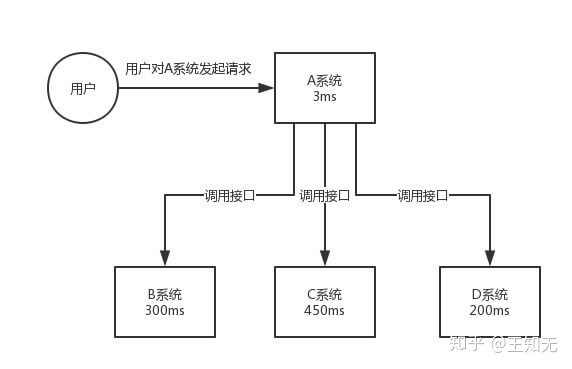 用户对A系统发起请求
用户
A系统
3ms
调用接口
调用接口
调用接口
B系统
300ms
C系统
450ms
D系统
200ms
知乎 @王知无